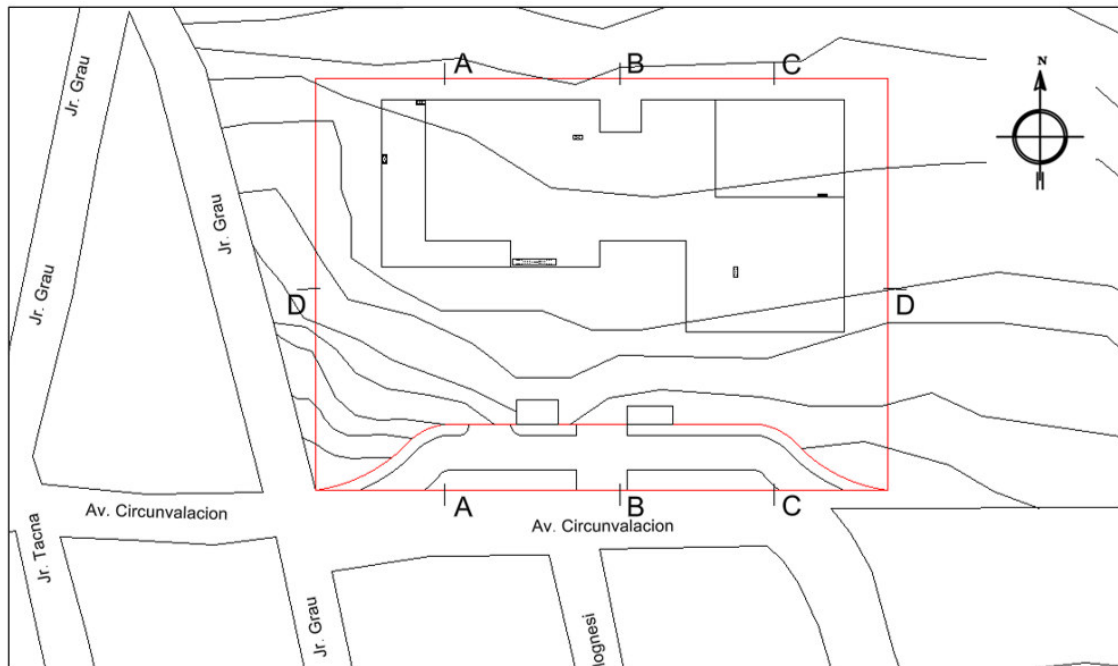 A
B
C
N
Jr. Grau
Jr. Grau
Jr. Grau
D
D
A
B
C
Av. Circunvalacion
Av. Circunvalacion
Jr. Tacna
Jr. Grau
lognesi